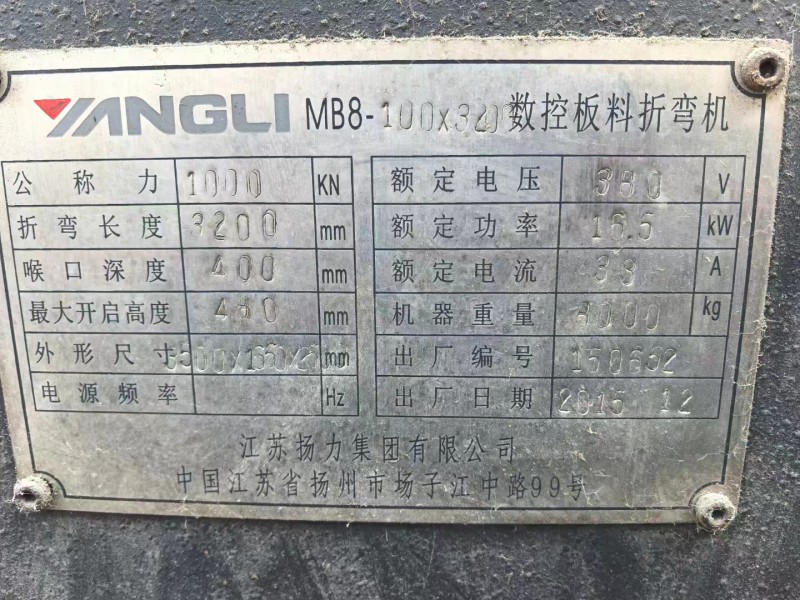 YANGLI MB8-100x320 数控板料折弯机
公称力 1000 KN 额定电压 380 V
折弯长度 3200 mm 额定功率 15.5 kW
喉口深度 400 mm 额定电流 33 A
最大开启高度 mm 机器重量 kg
外形尺寸 mm 出厂编号 150632
电源频率 Hz 出厂日期 2015 12
江苏扬力集团有限公司
中国江苏省扬州市场子江中路99号